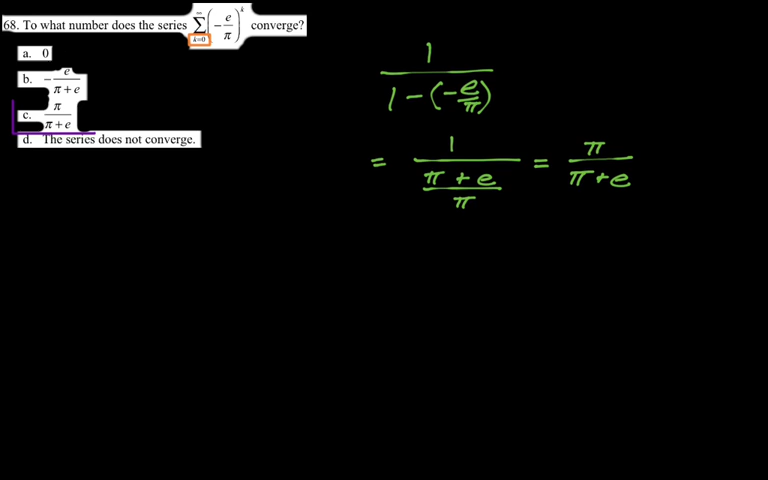 68. To what number does the series ∑_{k=0}^{∞} (-e/π)^k converge?
a. 0
b. -e/(π + e)
c. π/(π + e)
d. The series does not converge.
1/(1 - (-e/π))
= 1/((π + e)/π) = π/(π + e)